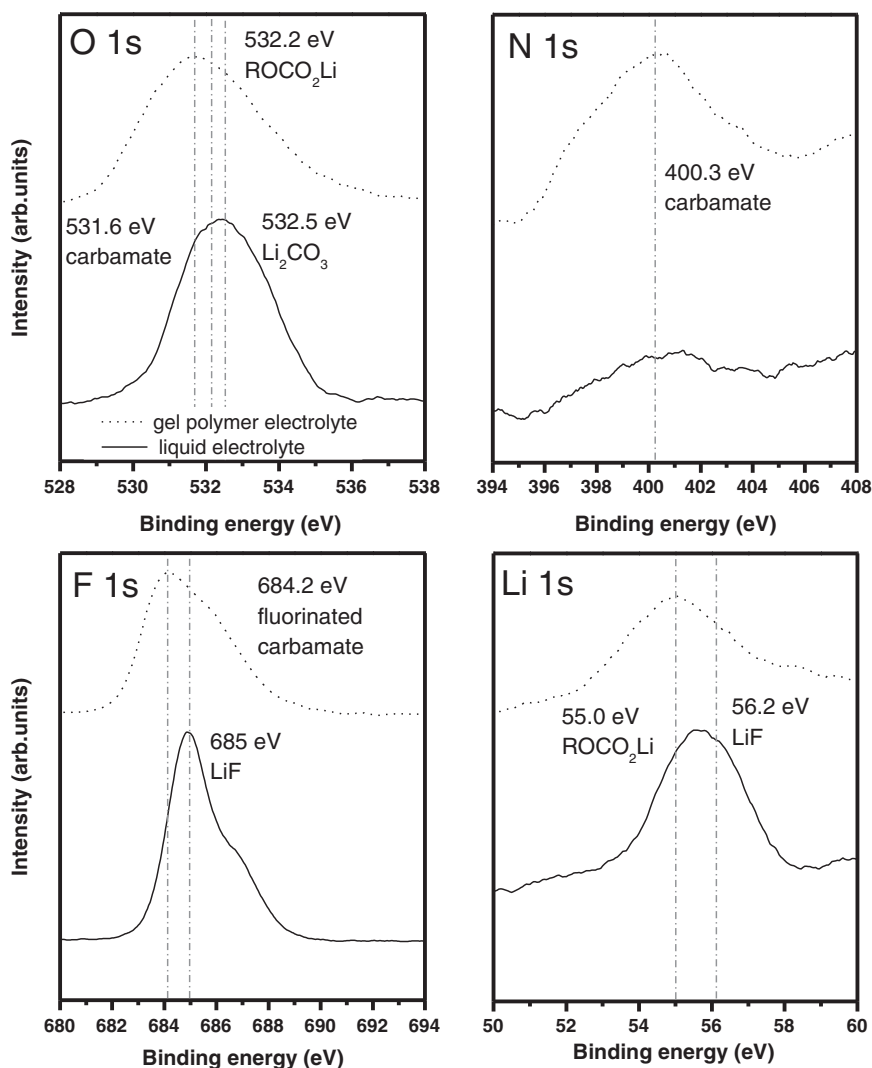 O 1s
532.2 eV
ROCO₂Li
531.6 eV
carbamate
532.5 eV
Li₂CO₃
gel polymer electrolyte
liquid electrolyte
Intensity (arb.units)
528 530 532 534 536 538
Binding energy (eV)
N 1s
400.3 eV
carbamate
394 396 398 400 402 404 406 408
Binding energy (eV)
F 1s
684.2 eV
fluorinated
carbamate
685 eV
LiF
Intensity (arb.units)
680 682 684 686 688 690 692 694
Binding energy (eV)
Li 1s
55.0 eV
ROCO₂Li
56.2 eV
LiF
50 52 54 56 58 60
Binding energy (eV)